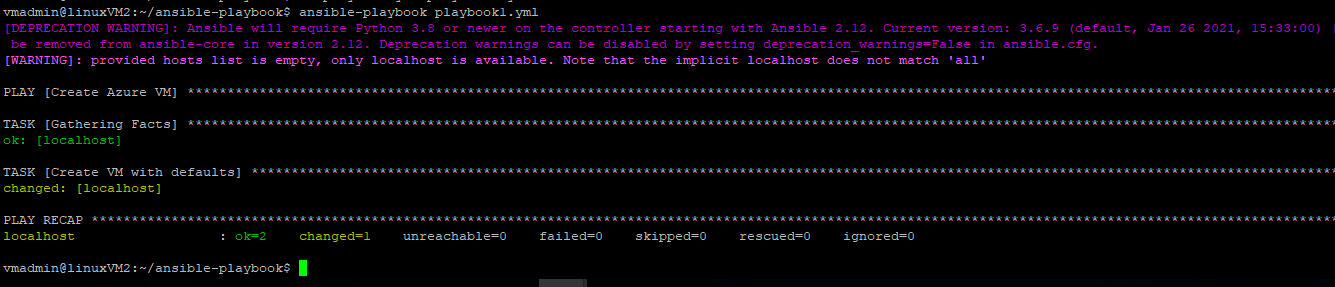 vmadmin@linuxVM2:~/ansible-playbook$ ansible-playbook playbook1.yml
[DEPRECATION WARNING]: Ansible will require Python 3.8 or newer on the controller starting with Ansible 2.12. Current version: 3.6.9 (default, Jan 26 2021, 15:33:00)
be removed from ansible-core in version 2.12. Deprecation warnings can be disabled by setting deprecation_warnings=False in ansible.cfg.
[WARNING]: provided hosts list is empty, only localhost is available. Note that the implicit localhost does not match 'all'
PLAY [Create Azure VM] ************************************************************************************************************************************************
TASK [Gathering Facts] ************************************************************************************************************************************************
ok: [localhost]
TASK [Create VM with defaults] ****************************************************************************************************************************************
changed: [localhost]
PLAY RECAP ************************************************************************************************************************************************************
localhost                  : ok=2    changed=1    unreachable=0    failed=0    skipped=0    rescued=0    ignored=0
vmadmin@linuxVM2:~/ansible-playbook$